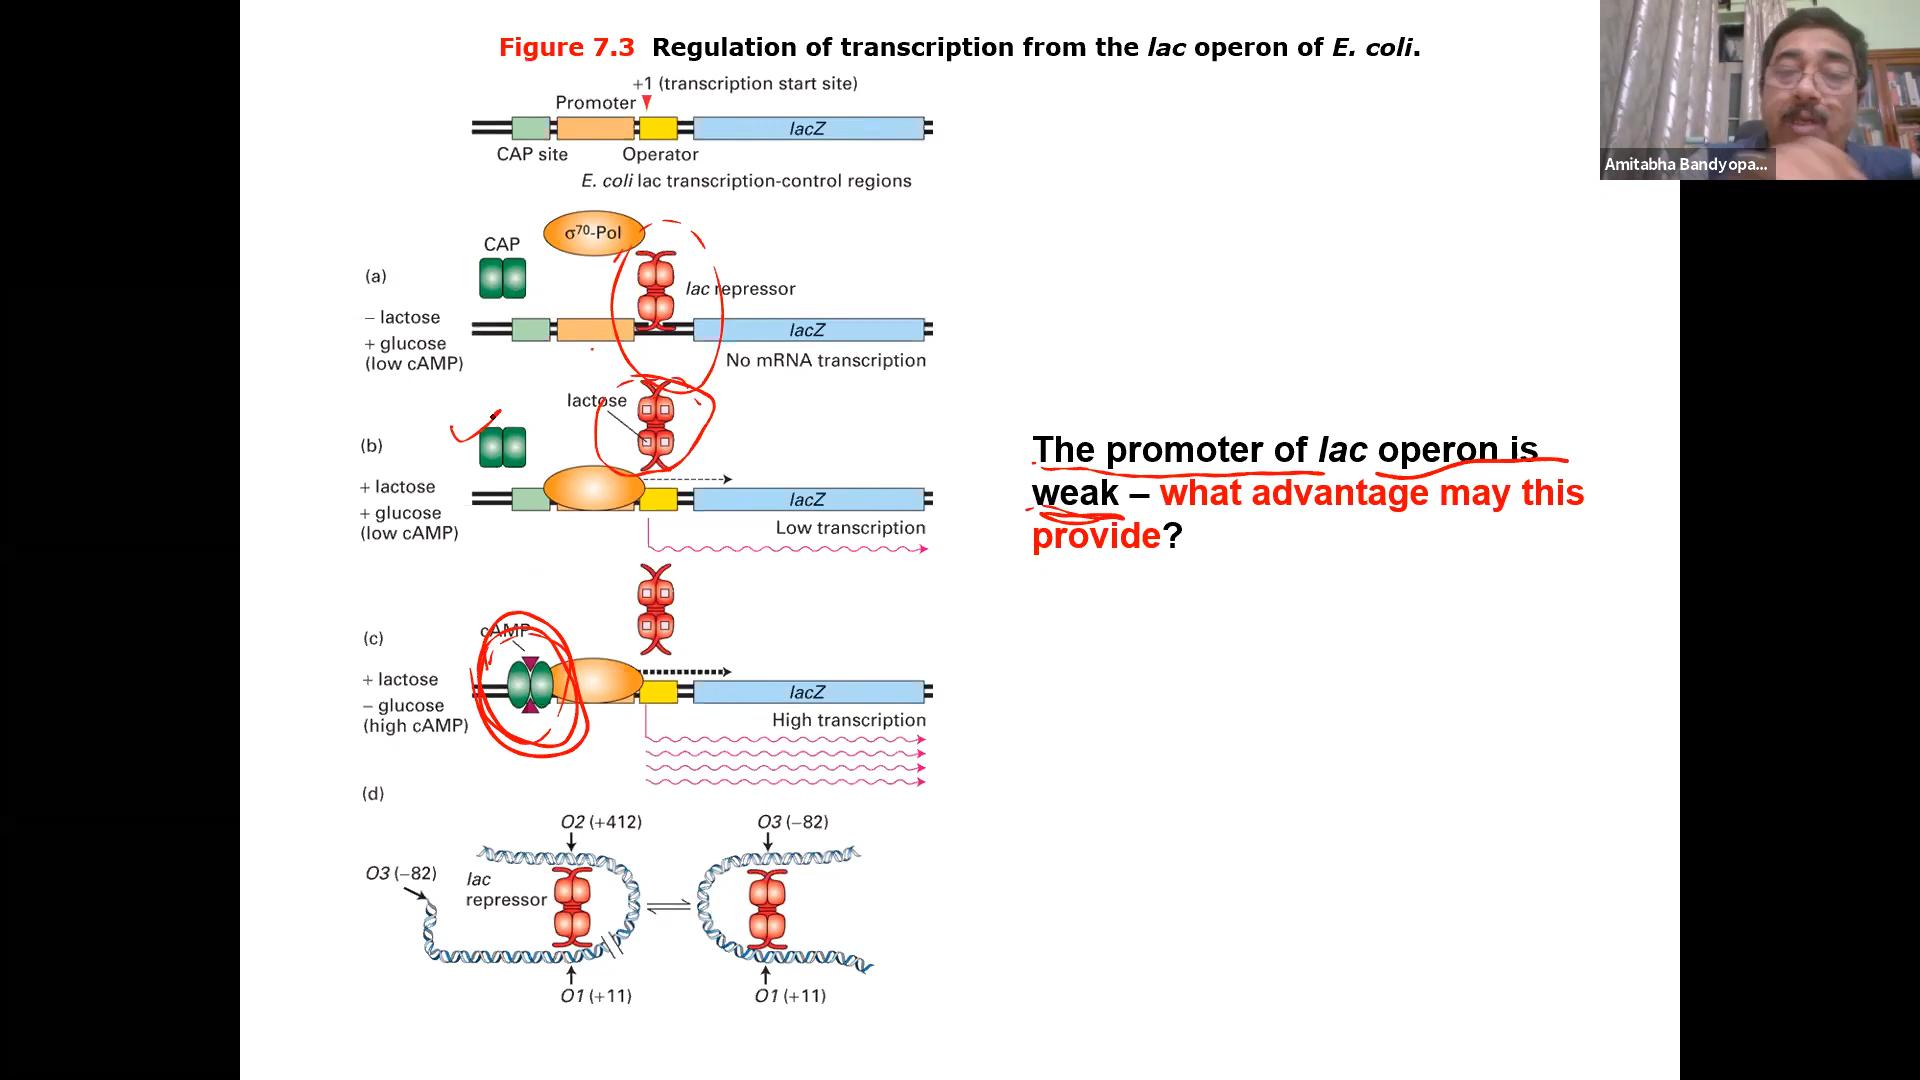 Figure 7.3 Regulation of transcription from the lac operon of E. coli.
Amitabha Bandyopa...
+1 (transcription start site)
Promoter
lacZ
CAP site
Operator
E. coli lac transcription-control regions
σ70-Pol
CAP
(a)
lac repressor
– lactose
+ glucose
(low cAMP)
lacZ
No mRNA transcription
lactose
(b)
+ lactose
+ glucose
(low cAMP)
lacZ
Low transcription
The promoter of lac operon is
weak – what advantage may this
provide?
cAMP
(c)
+ lactose
– glucose
(high cAMP)
lacZ
High transcription
(d)
O2 (+412)
O3 (–82)
O3 (–82)
lac
repressor
O1 (+11)
O1 (+11)